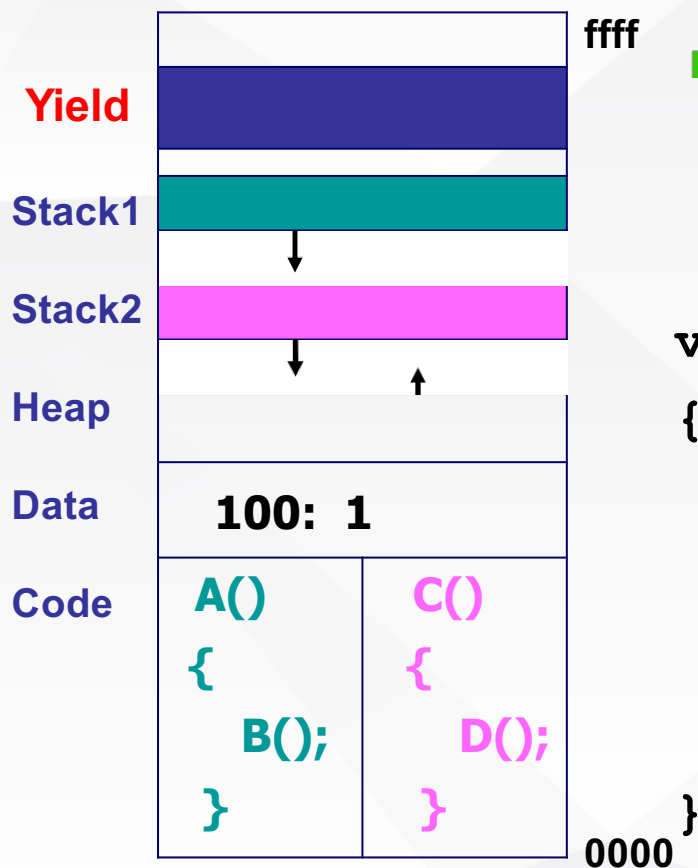 ffff
Yield
Stack1
Stack2
v
Heap
{
Data
100: 1
Code
A()
C()
{
{
B();
D();
}
}
}
0000